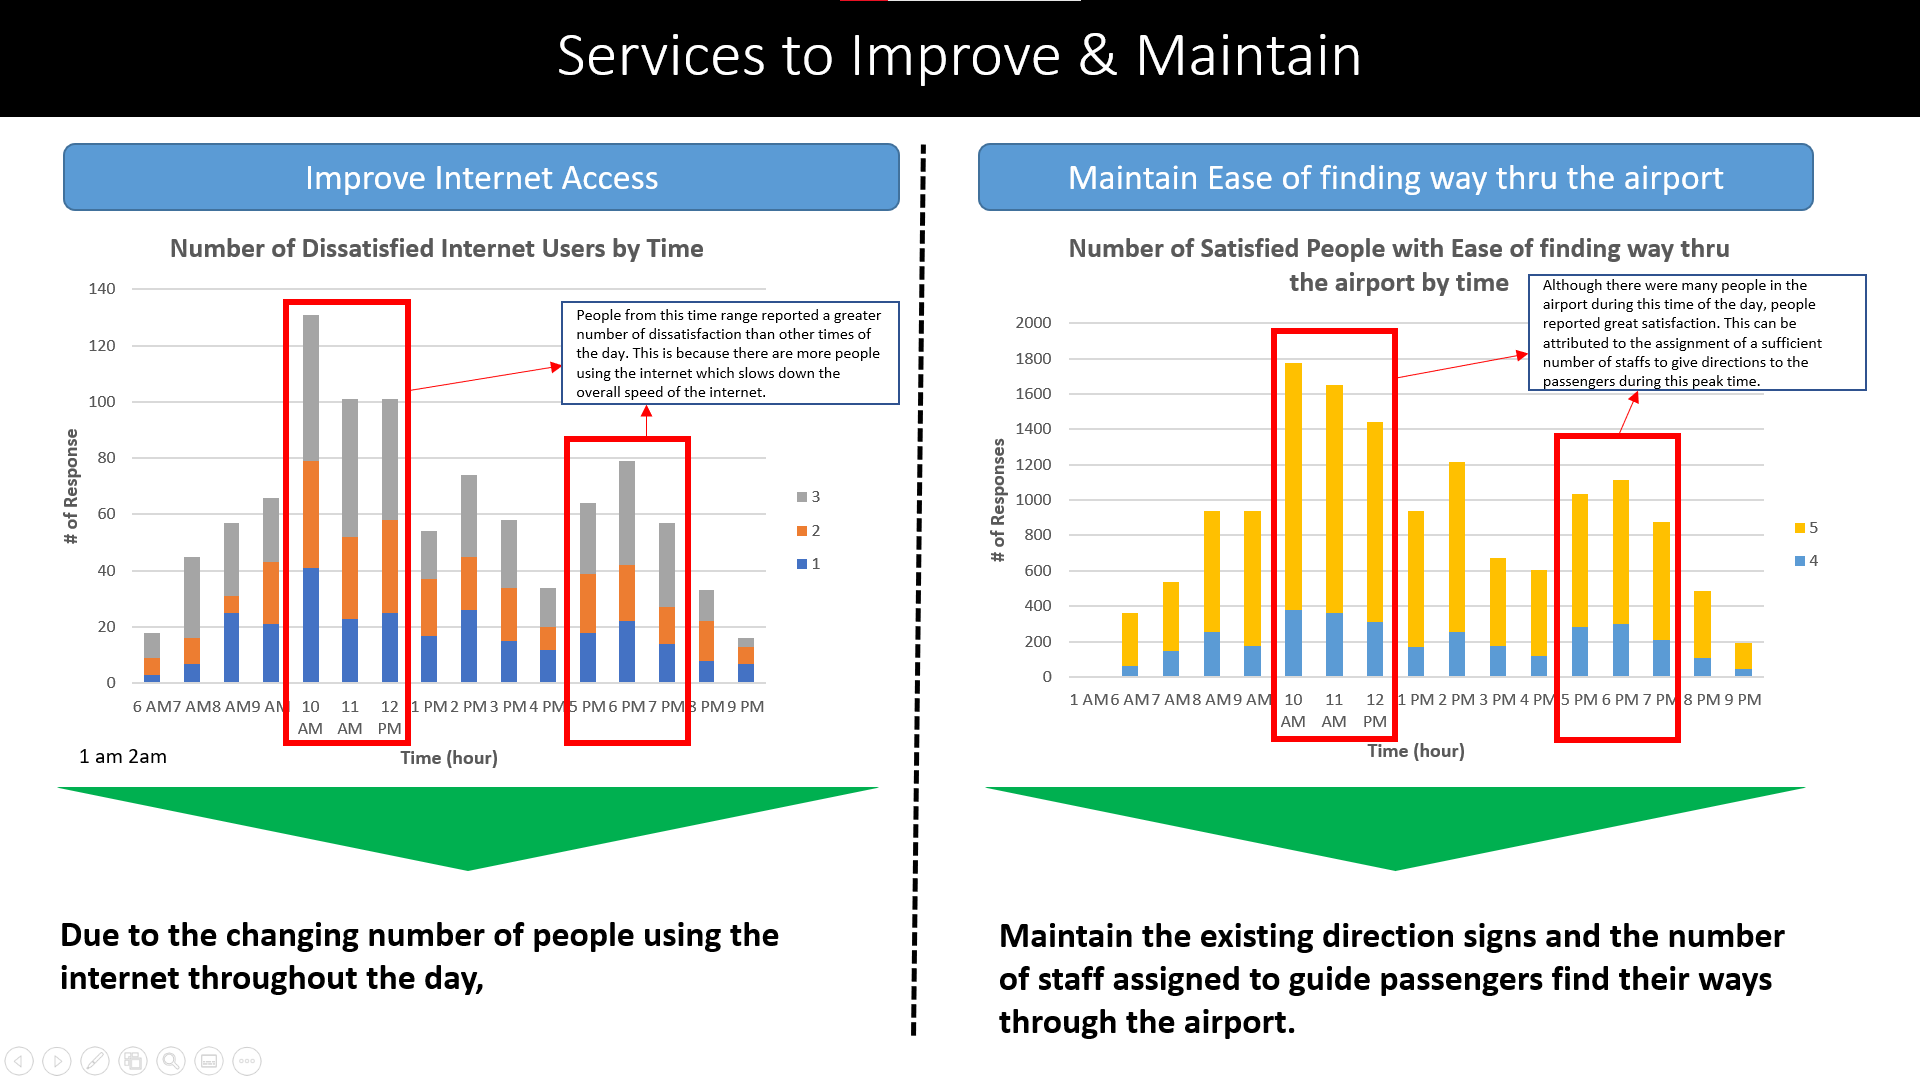 Services to Improve & Maintain
Improve Internet Access
Number of Dissatisfied Internet Users by Time
140
120
100
80
60
40
20
0
# of Response
People from this time range reported a greater
number of dissatisfaction than other times of
the day. This is because there are more people
using the internet which slows down the
overall speed of the internet.
3
2
1
6 AM 7 AM 8 AM 9 AM 10 AM 11 AM 12 PM 1 PM 2 PM 3 PM 4 PM 5 PM 6 PM 7 PM 8 PM 9 PM
1 am 2am
Time (hour)
Due to the changing number of people using the
internet throughout the day,
Maintain Ease of finding way thru the airport
Number of Satisfied People with Ease of finding way thru
the airport by time
Although there were many people in the
airport during this time of the day, people
reported great satisfaction. This can be
attributed to the assignment of a sufficient
number of staffs to give directions to the
passengers during this peak time.
2000
1800
1600
1400
1200
1000
800
600
400
200
0
# of Responses
5
4
1 AM 6 AM 7 AM 8 AM 9 AM 10 AM 11 AM 12 PM 1 PM 2 PM 3 PM 4 PM 5 PM 6 PM 7 PM 8 PM 9 PM
Time (hour)
Maintain the existing direction signs and the number
of staff assigned to guide passengers find their ways
through the airport.